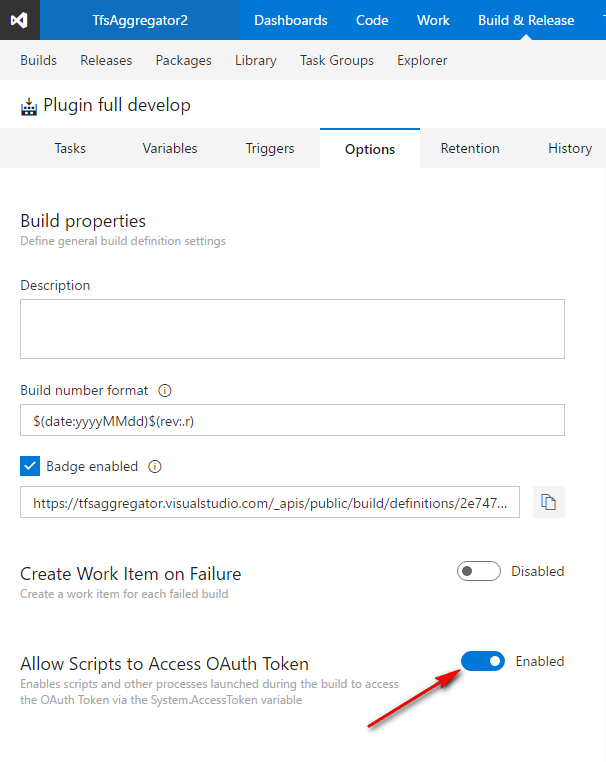 TfsAggregator2 Dashboards Code Work Build & Release
Builds Releases Packages Library Task Groups Explorer
Plugin full develop
Tasks Variables Triggers Options Retention History
Build properties
Define general build definition settings
Description
Build number format
$(date:yyyyMMdd)$(rev:.r)
Badge enabled
https://tfsaggregator.visualstudio.com/_apis/public/build/definitions/2e747...
Create Work Item on Failure Disabled
Create a work item for each failed build
Allow Scripts to Access OAuth Token Enabled
Enables scripts and other processes launched during the build to access
the OAuth Token via the System.AccessToken variable